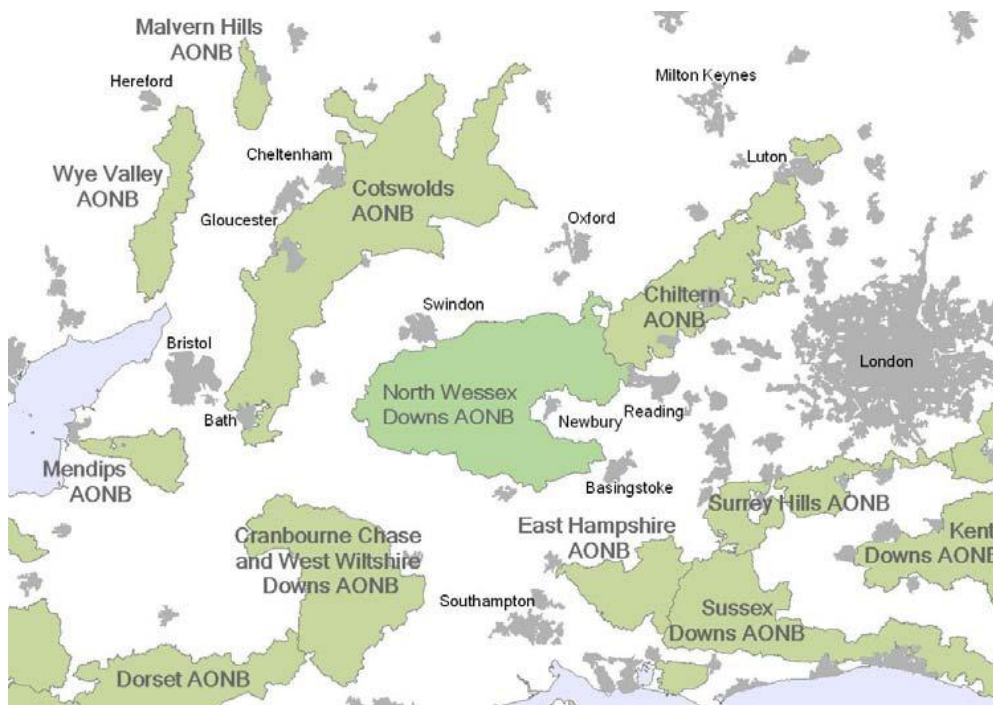 Malvern Hills
AONB
Hereford
Milton Keynes
Cheltenham
Luton
Wye Valley
AONB
Cotswolds
AONB
Gloucester
Oxford
Chiltern
AONB
Swindon
Bristol
London
North Wessex
Downs AONB
Reading
Newbury
Bath
Mendips
AONB
Basingstoke
Surrey Hills AONB
East Hampshire
AONB
Cranbourne Chase
and West Wiltshire
Downs AONB
Kent
Downs AONB
Southampton
Sussex
Downs AONB
Dorset AONB